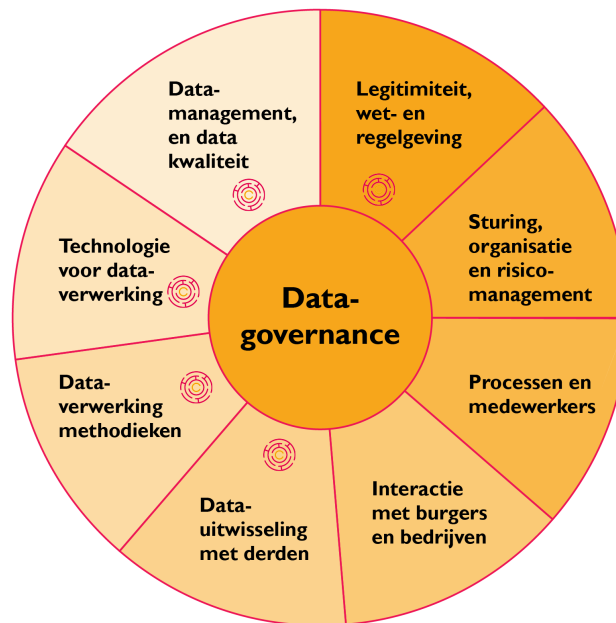 Data-
governance
Legitimiteit,
wet- en
regelgeving
Sturing,
organisatie
en risico-
management
Processen en
medewerkers
Interactie
met burgers
en bedrijven
Data-
uitwisseling
met derden
Data-
verwerking
methodieken
Technologie
voor data-
verwerking
Data-
management,
en data
kwaliteit